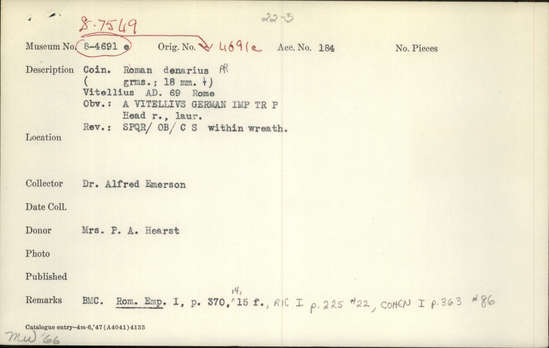 22-3
8-7549
Museum No. 8-4691 e Orig. No. 4691e Acc. No. 184 No. Pieces
Description Coin. Roman denarius AR
( grms.; 18 mm. ↓)
Vitellius AD. 69 Rome
Obv.: A VITELLIVS GERMAN IMP TR P
Head r., laur.
Rev.: SPQR/ OB/ C S within wreath.
Location
Collector Dr. Alfred Emerson
Date Coll.
Donor Mrs. P. A. Hearst
Photo
Published
Remarks BMC. Rom. Emp. I, p. 370, 14, 15 f., RIC I p.225 #22, COHEN I p.363 #86
Catalogue entry—4m-6,'47 (A4041) 4133
MW '66